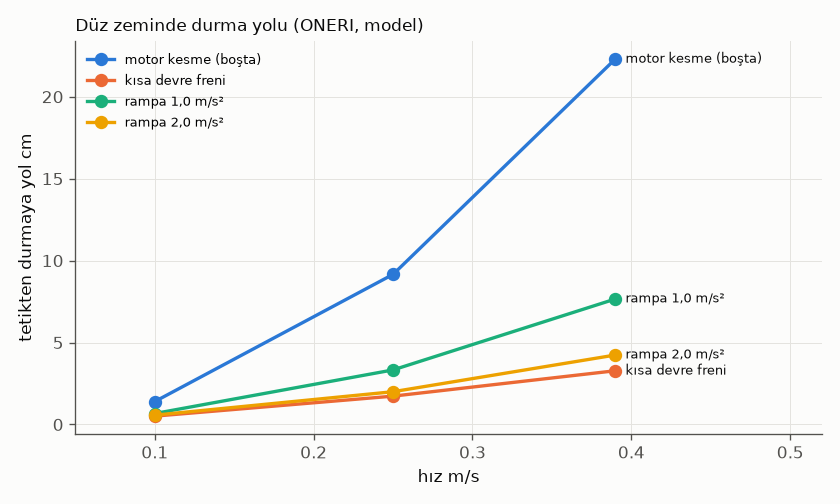 Düz zeminde durma yolu (ONERI, model)
motor kesme (boşta)
kısa devre freni
rampa 1,0 m/s²
rampa 2,0 m/s²
motor kesme (boşta)
rampa 1,0 m/s²
rampa 2,0 m/s²
kısa devre freni
tetikten durmaya yol cm
20
15
10
5
0
0.1
0.2
0.3
0.4
0.5
hız m/s